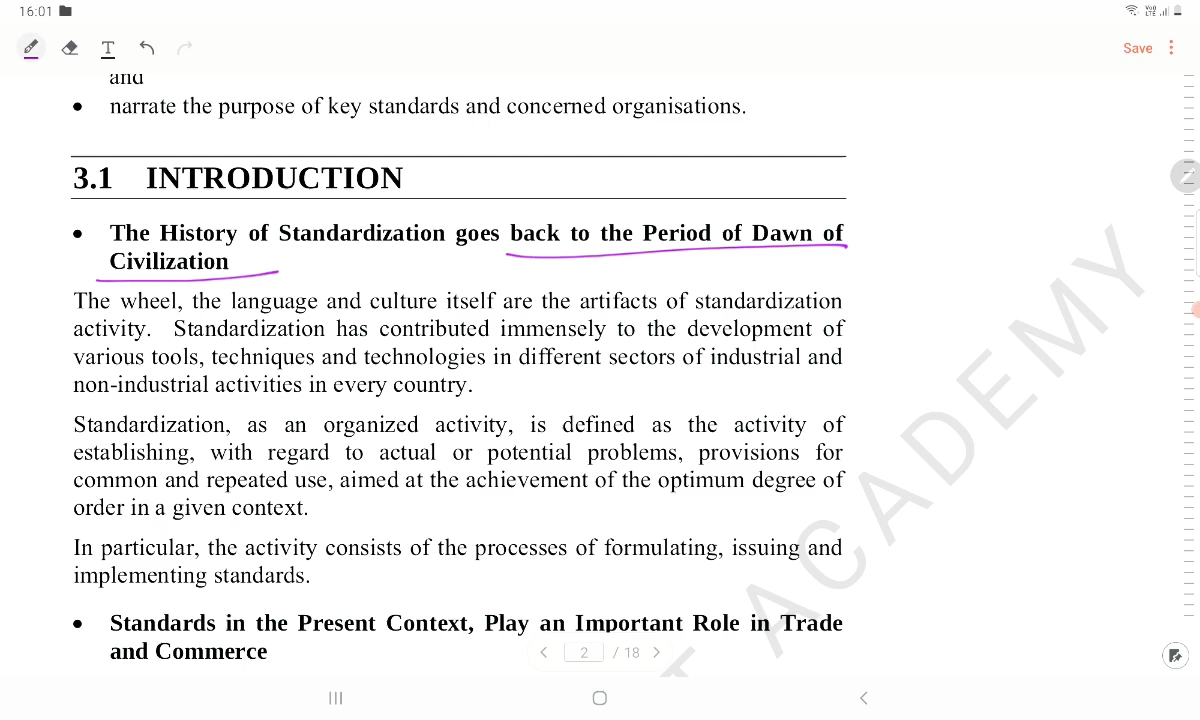 16:01
Vo)) LTE
T
Save
and
• narrate the purpose of key standards and concerned organisations.
3.1 INTRODUCTION
• The History of Standardization goes back to the Period of Dawn of
Civilization
The wheel, the language and culture itself are the artifacts of standardization
activity. Standardization has contributed immensely to the development of
various tools, techniques and technologies in different sectors of industrial and
non-industrial activities in every country.
Standardization, as an organized activity, is defined as the activity of
establishing, with regard to actual or potential problems, provisions for
common and repeated use, aimed at the achievement of the optimum degree of
order in a given context.
In particular, the activity consists of the processes of formulating, issuing and
implementing standards.
• Standards in the Present Context, Play an Important Role in Trade
and Commerce
2 / 18
ACADEMY